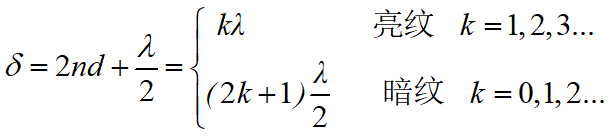 δ = 2nd + λ/2 = { kλ 亮纹 k = 1,2,3...
(2k+1) λ/2 暗纹 k = 0,1,2...